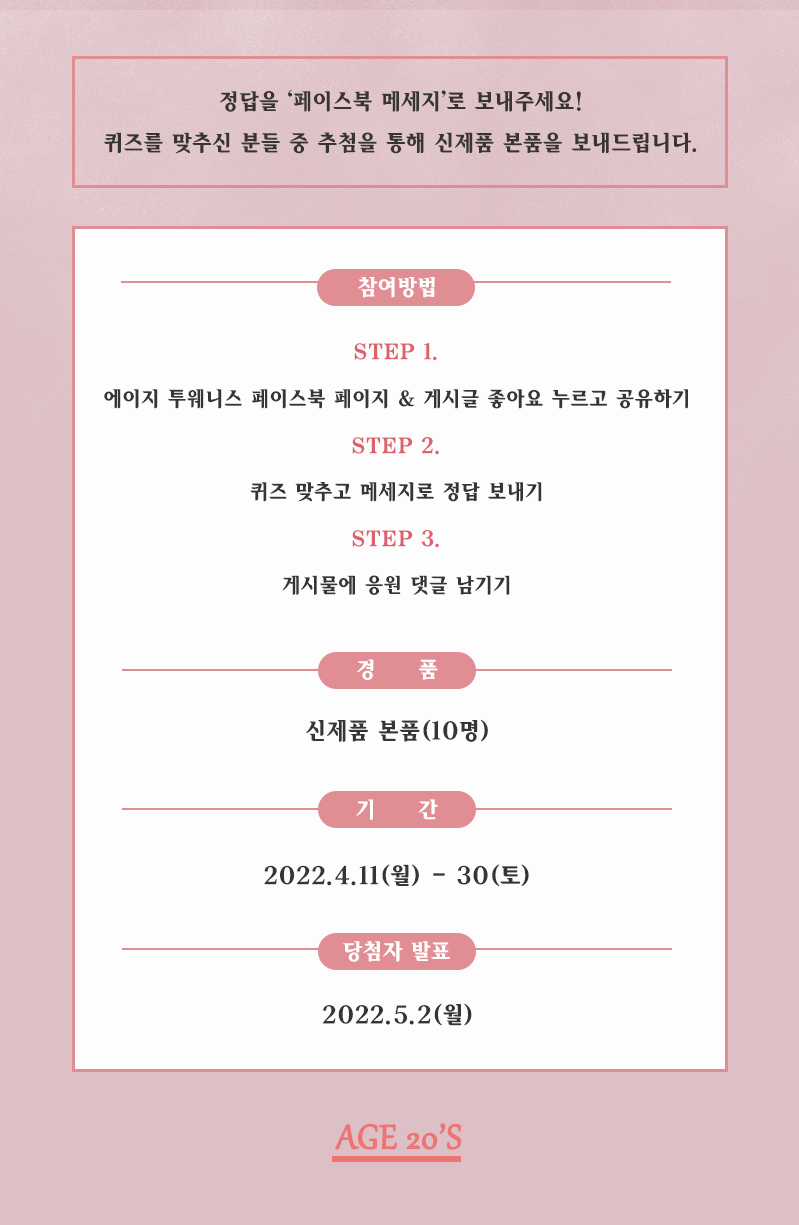 정답을 ‘페이스북 메세지’로 보내주세요!
퀴즈를 맞추신 분들 중 추첨을 통해 신제품 본품을 보내드립니다.
참여방법
STEP 1.
에이지 투웨니스 페이스북 페이지 & 게시글 좋아요 누르고 공유하기
STEP 2.
퀴즈 맞추고 메세지로 정답 보내기
STEP 3.
게시물에 응원 댓글 남기기
경 품
신제품 본품(10명)
기 간
2022.4.11(월) - 30(토)
당첨자 발표
2022.5.2(월)
AGE 20’S